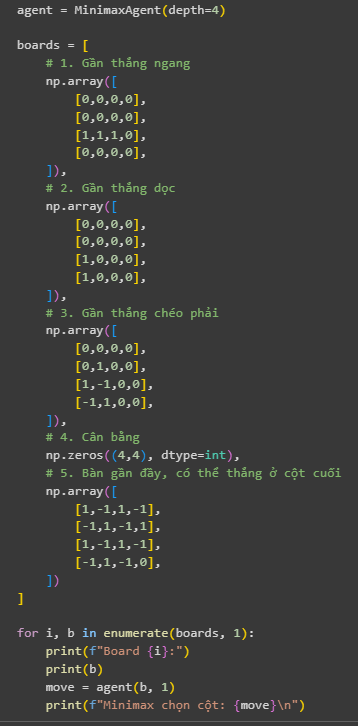 agent = MinimaxAgent(depth=4)

boards = [
    # 1. Gần thắng ngang
    np.array([
        [0,0,0,0],
        [0,0,0,0],
        [1,1,1,0],
        [0,0,0,0],
    ]),
    # 2. Gần thắng dọc
    np.array([
        [0,0,0,0],
        [0,0,0,0],
        [1,0,0,0],
        [1,0,0,0],
    ]),
    # 3. Gần thắng chéo phải
    np.array([
        [0,0,0,0],
        [0,1,0,0],
        [1,-1,0,0],
        [-1,1,0,0],
    ]),
    # 4. Cân bằng
    np.zeros((4,4), dtype=int),
    # 5. Bàn gần đầy, có thể thắng ở cột cuối
    np.array([
        [1,-1,1,-1],
        [-1,1,-1,1],
        [1,-1,1,-1],
        [-1,1,-1,0],
    ])
]

for i, b in enumerate(boards, 1):
    print(f"Board {i}:")
    print(b)
    move = agent(b, 1)
    print(f"Minimax chọn cột: {move}\n")